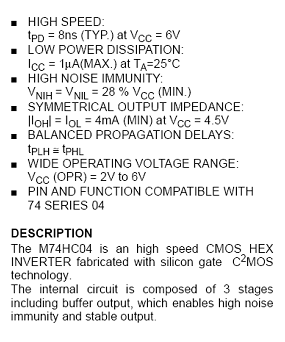 ■ HIGH SPEED:
tPD = 8ns (TYP.) at VCC = 6V
■ LOW POWER DISSIPATION:
ICC = 1µA(MAX.) at TA=25°C
■ HIGH NOISE IMMUNITY:
VNIH = VNIL = 28 % VCC (MIN.)
■ SYMMETRICAL OUTPUT IMPEDANCE:
|IOH| = IOL = 4mA (MIN) at VCC = 4.5V
■ BALANCED PROPAGATION DELAYS:
tPLH ≅ tPHL
■ WIDE OPERATING VOLTAGE RANGE:
VCC (OPR) = 2V to 6V
■ PIN AND FUNCTION COMPATIBLE WITH
74 SERIES 04
DESCRIPTION
The M74HC04 is an high speed CMOS HEX
INVERTER fabricated with silicon gate C²MOS
technology.
The internal circuit is composed of 3 stages
including buffer output, which enables high noise
immunity and stable output.